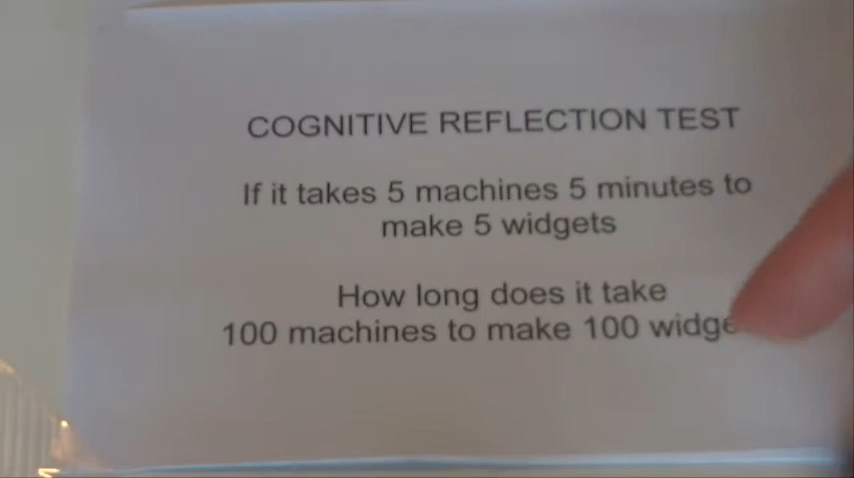 COGNITIVE REFLECTION TEST
If it takes 5 machines 5 minutes to
make 5 widgets
How long does it take
100 machines to make 100